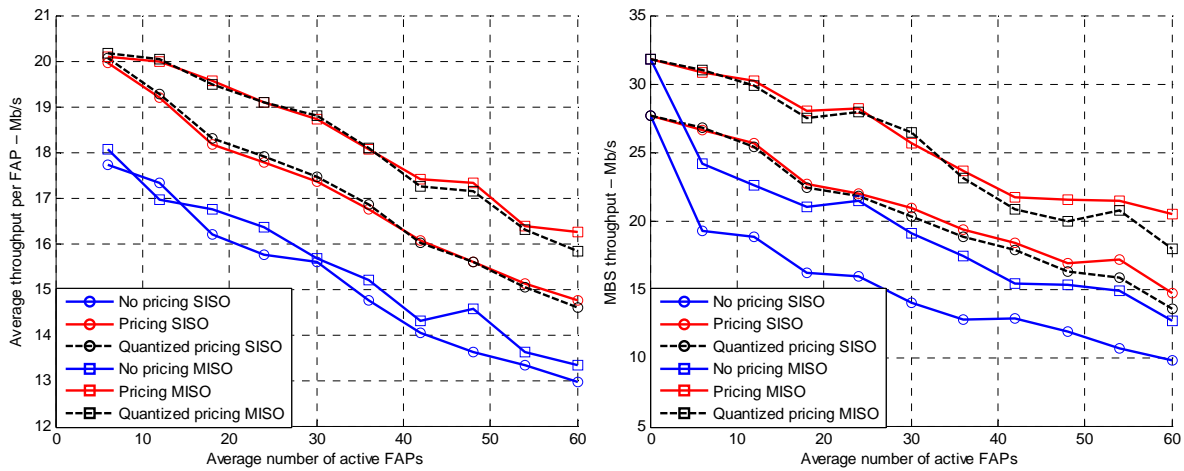 21
20
19
18
17
16
15
14
13
12
0
10
20
30
40
50
60
Average throughput per FAP – Mb/s
Average number of active FAPs
No pricing SISO
Pricing SISO
Quantized pricing SISO
No pricing MISO
Pricing MISO
Quantized pricing MISO
35
30
25
20
15
10
5
0
0
10
20
30
40
50
60
MBS throughput – Mb/s
Average number of active FAPs
No pricing SISO
Pricing SISO
Quantized pricing SISO
No pricing MISO
Pricing MISO
Quantized pricing MISO